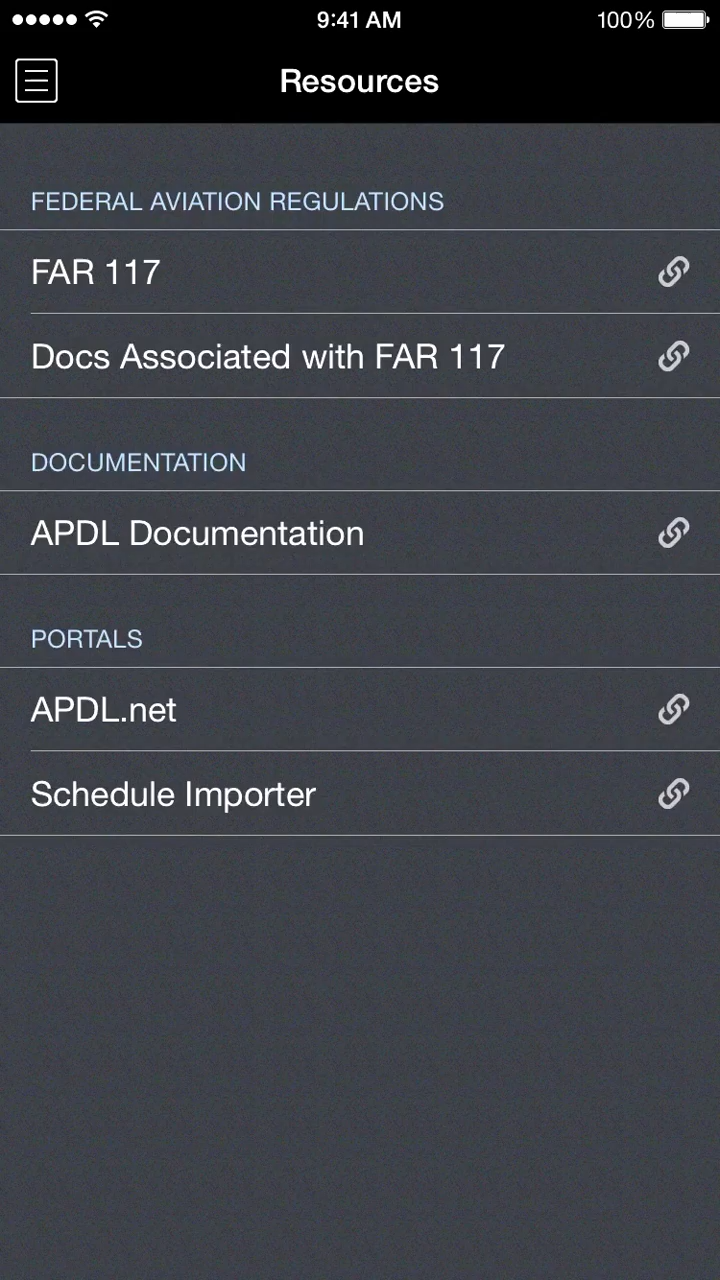 9:41 AM 100%
Resources
FEDERAL AVIATION REGULATIONS
FAR 117
Docs Associated with FAR 117
DOCUMENTATION
APDL Documentation
PORTALS
APDL.net
Schedule Importer